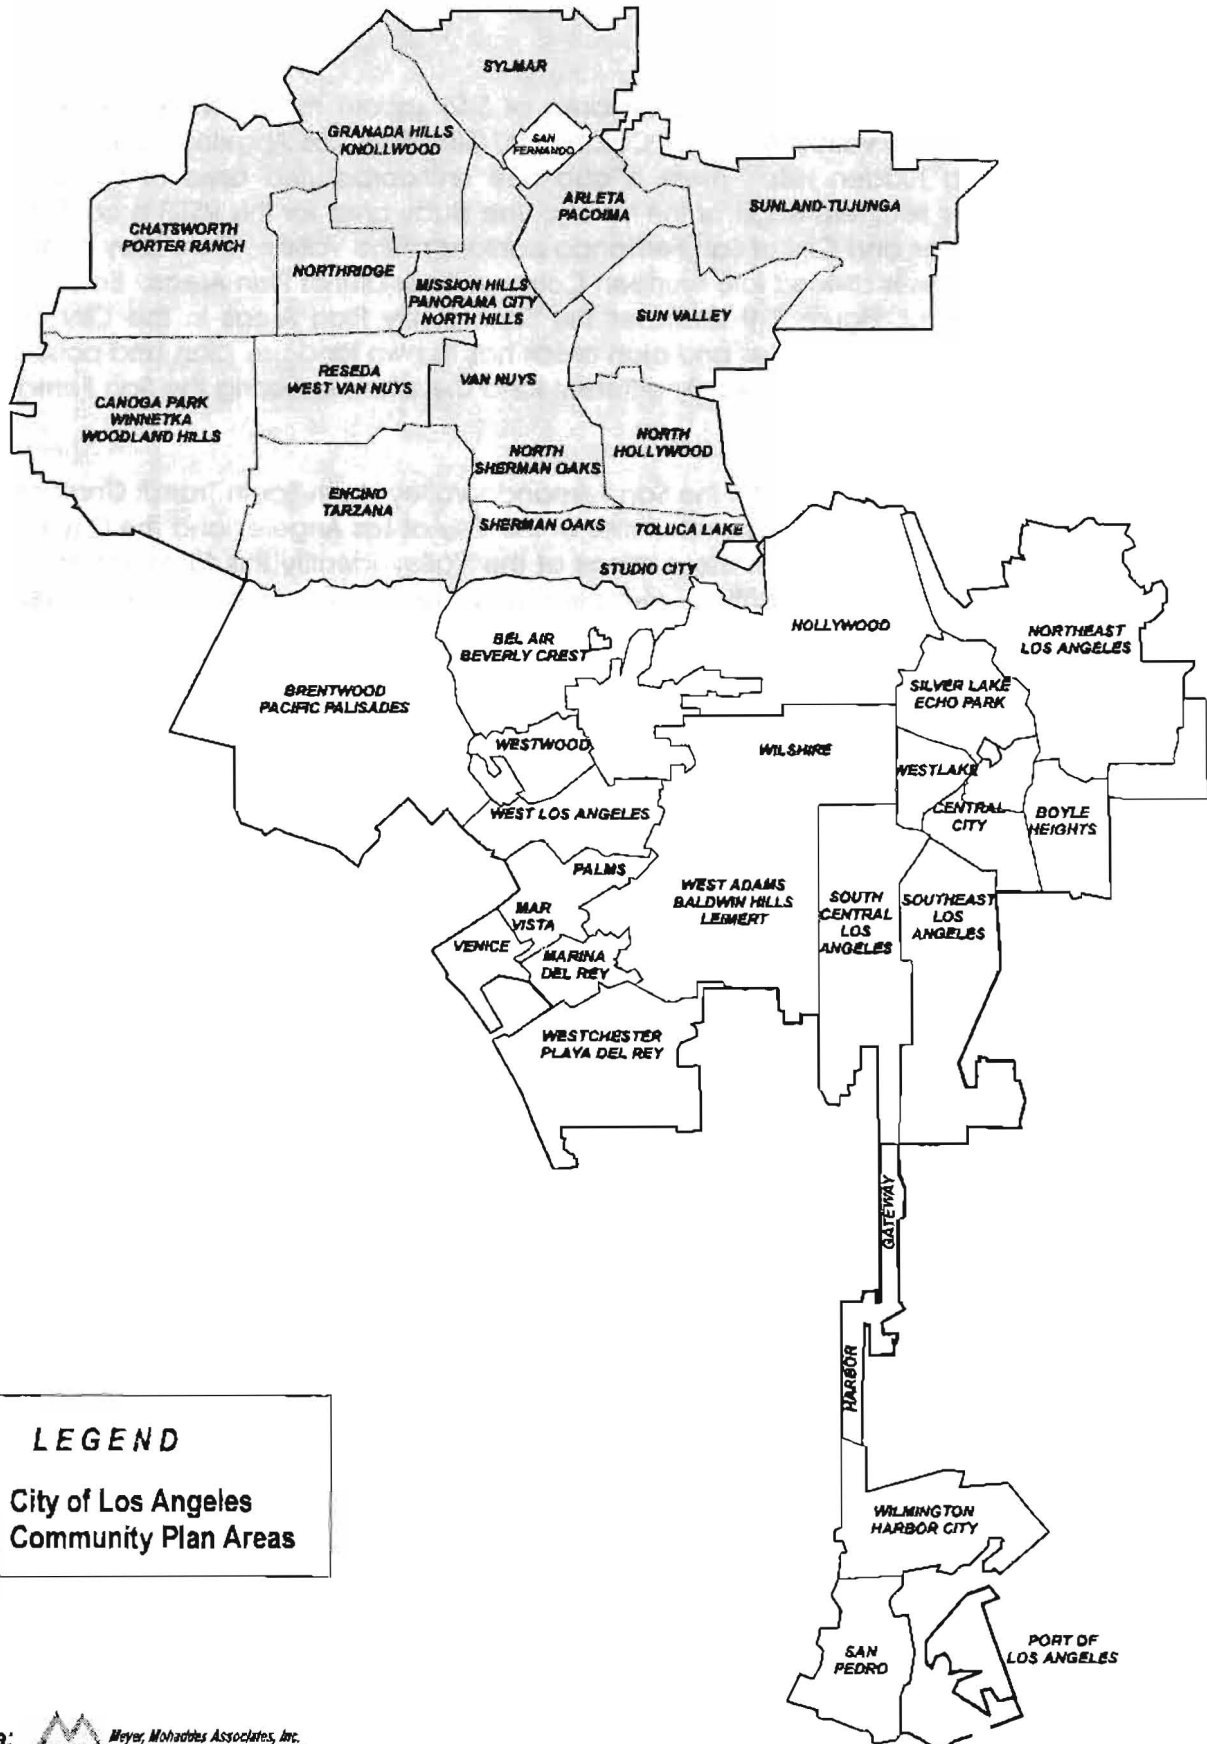 SYLMAR
GRANADA HILLS
KNOLLWOOD
SAN
FERNANDO
ARLETA
PACOIMA
SUNLAND-TUJUNGA
CHATSWORTH
PORTER RANCH
NORTHRIDGE
MISSION HILLS
PANORAMA CITY
NORTH HILLS
SUN VALLEY
RESEDA
WEST VAN NUYS
VAN NUYS
CANOGA PARK
WINNETKA
WOODLAND HILLS
NORTH
HOLLYWOOD
NORTH
SHERMAN OAKS
ENCINO
TARZANA
SHERMAN OAKS
TOLUCA LAKE
STUDIO CITY
HOLLYWOOD
NORTHEAST
LOS ANGELES
BEL AIR
BEVERLY CREST
BRENTWOOD
PACIFIC PALISADES
SILVER LAKE
ECHO PARK
WESTWOOD
WILSHIRE
WESTLAKE
WEST LOS ANGELES
CENTRAL
CITY
BOYLE
HEIGHTS
PALMS
WEST ADAMS
BALDWIN HILLS
LEIMERT
SOUTH
CENTRAL
LOS
ANGELES
SOUTHEAST
LOS
ANGELES
MAR
VISTA
VENICE
MARINA
DEL REY
WESTCHESTER
PLAYA DEL REY
GATEWAY
HARBOR
LEGEND
City of Los Angeles
Community Plan Areas
WILMINGTON
HARBOR CITY
SAN
PEDRO
PORT OF
LOS ANGELES
Meyer, Mohaddes Associates, Inc.